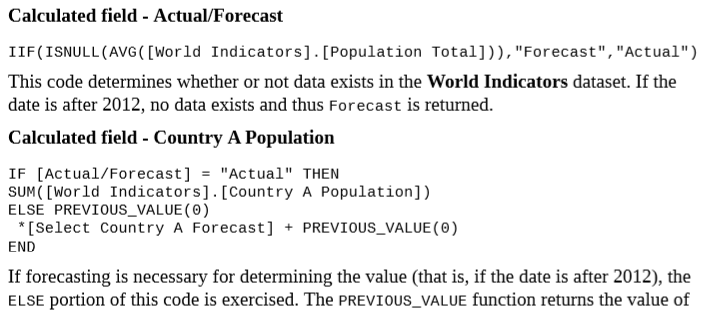 Calculated field - Actual/Forecast
IIF(ISNULL(AVG([World Indicators].[Population Total])),"Forecast","Actual")
This code determines whether or not data exists in the World Indicators dataset. If the
date is after 2012, no data exists and thus Forecast is returned.
Calculated field - Country A Population
IF [Actual/Forecast] = "Actual" THEN
SUM([World Indicators].[Country A Population])
ELSE PREVIOUS_VALUE(0)
 *[Select Country A Forecast] + PREVIOUS_VALUE(0)
END
If forecasting is necessary for determining the value (that is, if the date is after 2012), the
ELSE portion of this code is exercised. The PREVIOUS_VALUE function returns the value of